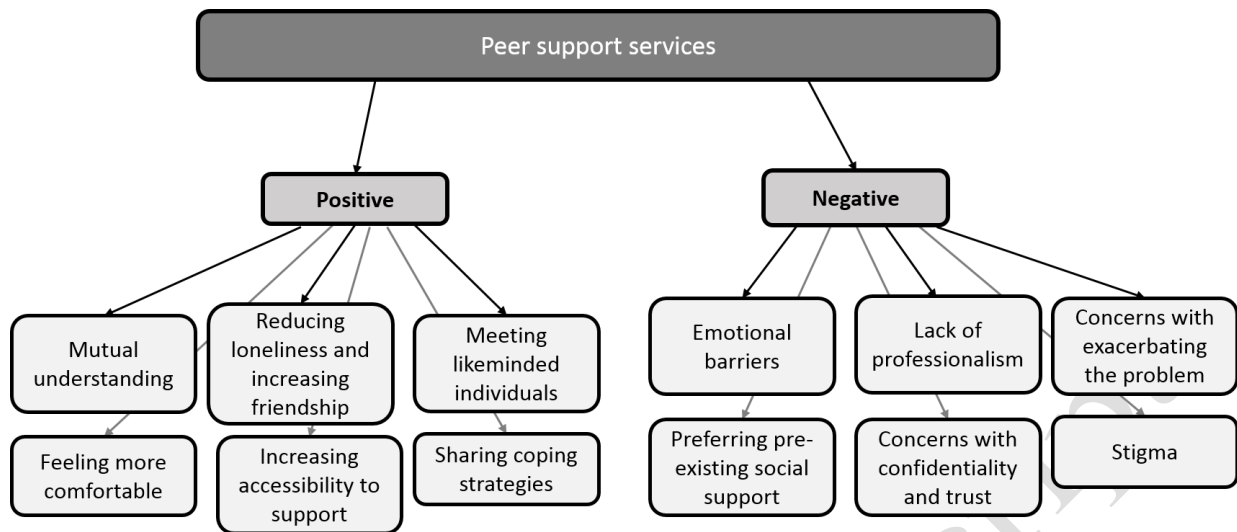 Peer support services
Positive
Negative
Mutual
understanding
Reducing
loneliness and
increasing
friendship
Meeting
likeminded
individuals
Emotional
barriers
Lack of
professionalism
Concerns with
exacerbating
the problem
Feeling more
comfortable
Increasing
accessibility to
support
Sharing coping
strategies
Preferring pre-
existing social
support
Concerns with
confidentiality
and trust
Stigma